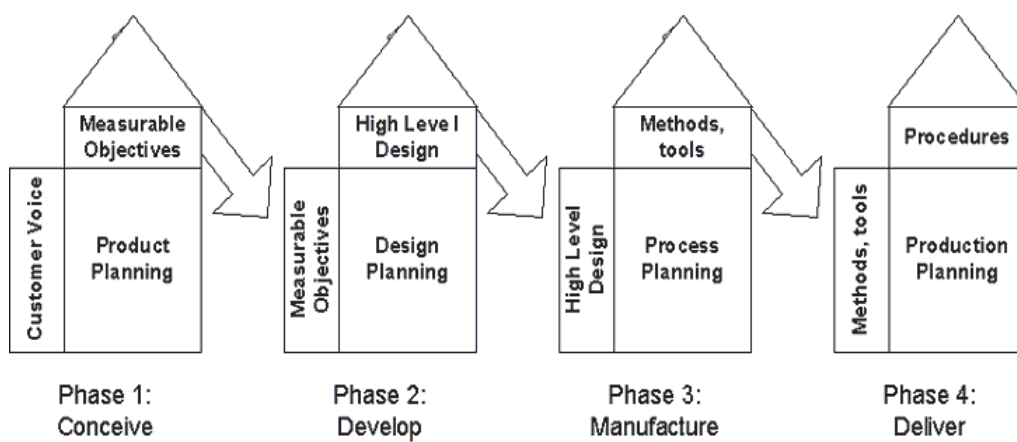 Measurable
Objectives
Customer Voice
Product
Planning
Phase 1:
Conceive
High Level
Design
Measurable
Objectives
Design
Planning
Phase 2:
Develop
Methods,
tools
High Level
Design
Process
Planning
Phase 3:
Manufacture
Procedures
Methods, tools
Production
Planning
Phase 4:
Deliver